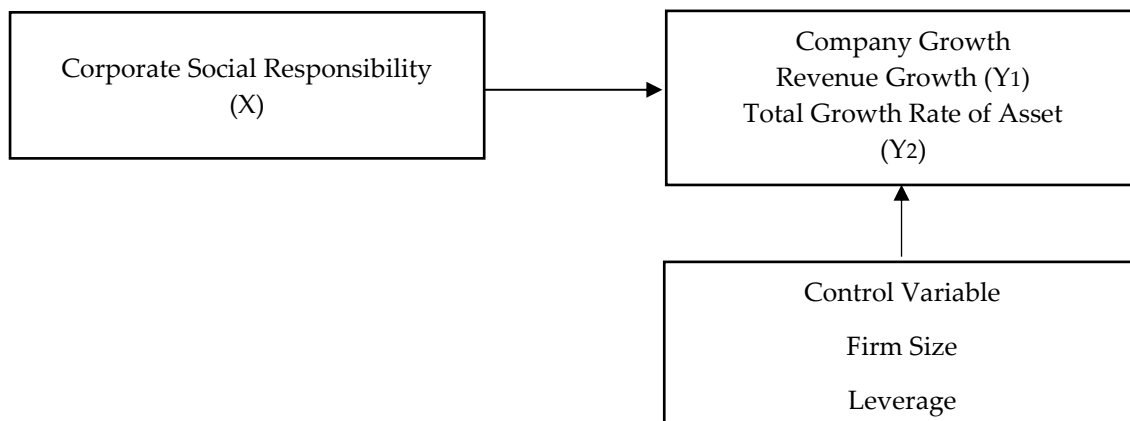 Corporate Social Responsibility
(X)
Company Growth
Revenue Growth (Y1)
Total Growth Rate of Asset
(Y2)
Control Variable
Firm Size
Leverage